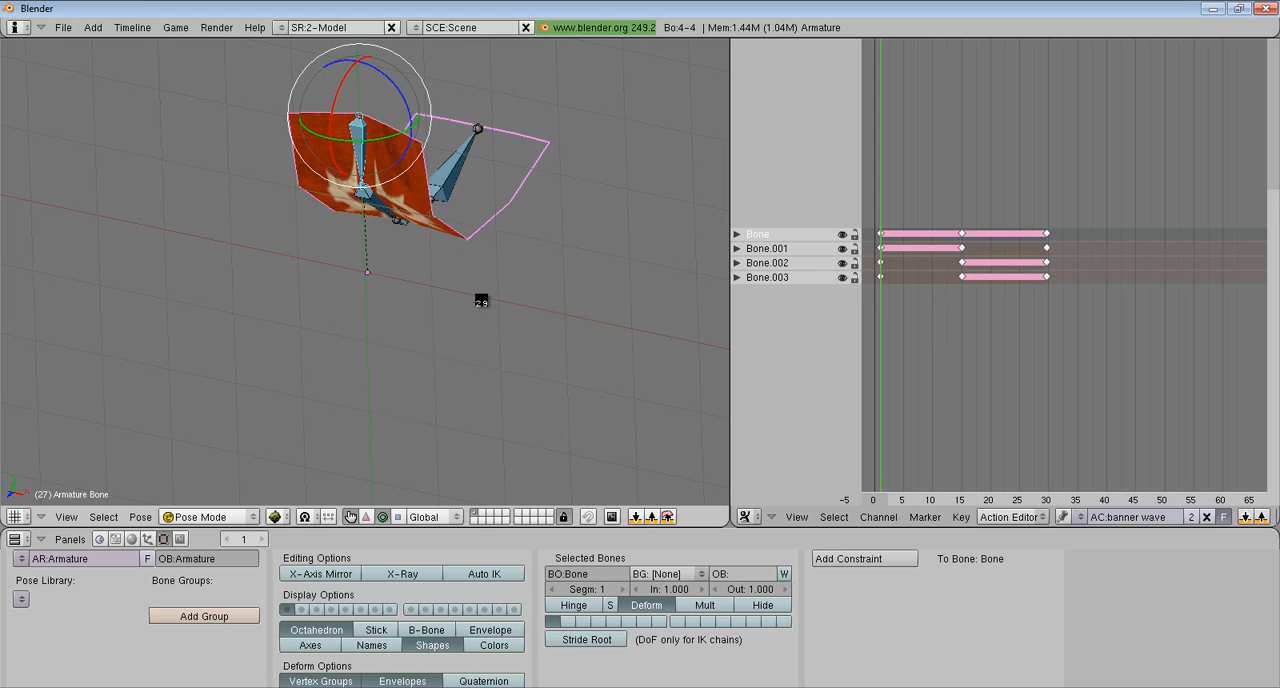 Blender
File Add Timeline Game Render Help SR:2-Model SCE:Scene www.blender.org 249.2 Bo:4-4 | Mem:1.44M (1.04M) Armature
Bone
Bone.001
Bone.002
Bone.003
29
(27) Armature Bone
-5 0 5 10 15 20 25 30 35 40 45 50 55 60 65
View Select Pose Pose Mode Global
View Select Channel Marker Key Action Editor AC:banner wave 2 F
Panels 1
AR:Armature F OB:Armature
Pose Library: Bone Groups:
Add Group
Editing Options
X-Axis Mirror X-Ray Auto IK
Display Options
Octahedron Stick B-Bone Envelope
Axes Names Shapes Colors
Deform Options
Vertex Groups Envelopes Quaternion
Selected Bones
BO:Bone BG: [None] OB: W
Segm: 1 In: 1.000 Out: 1.000
Hinge S Deform Mult Hide
Stride Root (DoF only for IK chains)
Add Constraint To Bone: Bone